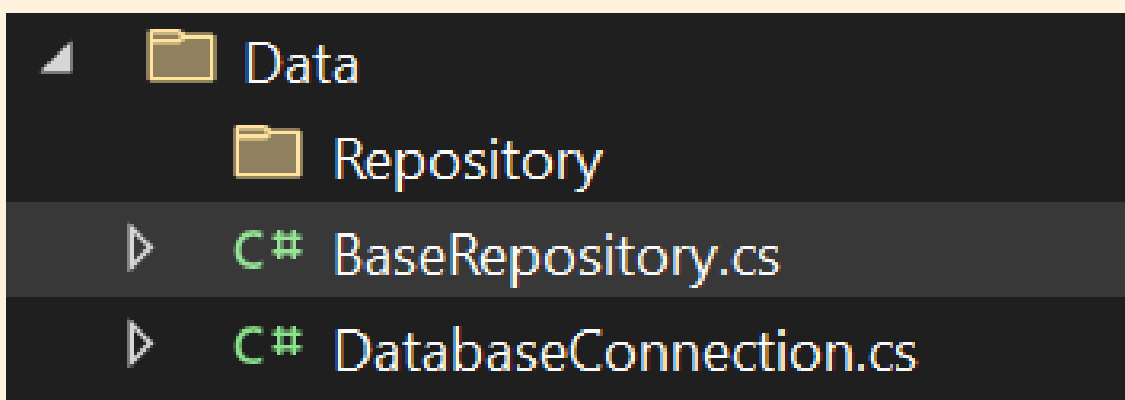 Data
Repository
C# BaseRepository.cs
C# DatabaseConnection.cs